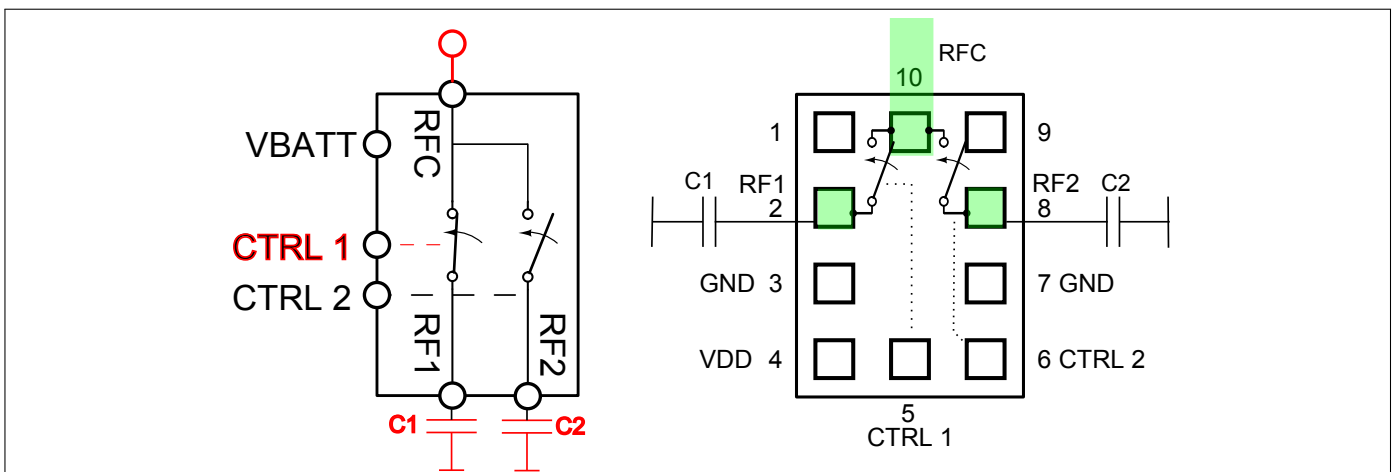 VBATT
CTRL 1
CTRL 2
RFC
RF1
RF2
C1
C2
RFC
10
1
9
C1
RF1
2
RF2
8
C2
GND 3
7 GND
VDD 4
6 CTRL 2
5
CTRL 1